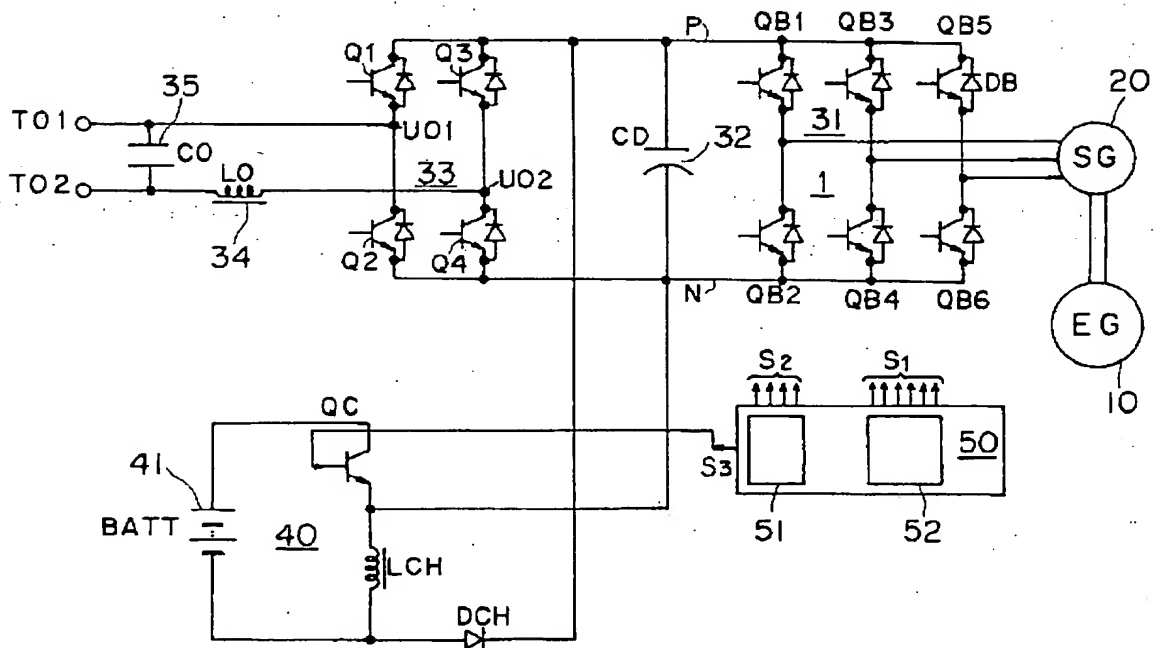 P QB1 QB3 QB5
Q1 Q3
35
DB 20
TO1
UO1 31
CO CD 32 SG
LO
TO2 33 UO2
1
34
Q2 Q4
N QB2 QB4 QB6
EG
S2 S1
10
QC
50
41 S3
BATT 51 52
40
LCH
DCH